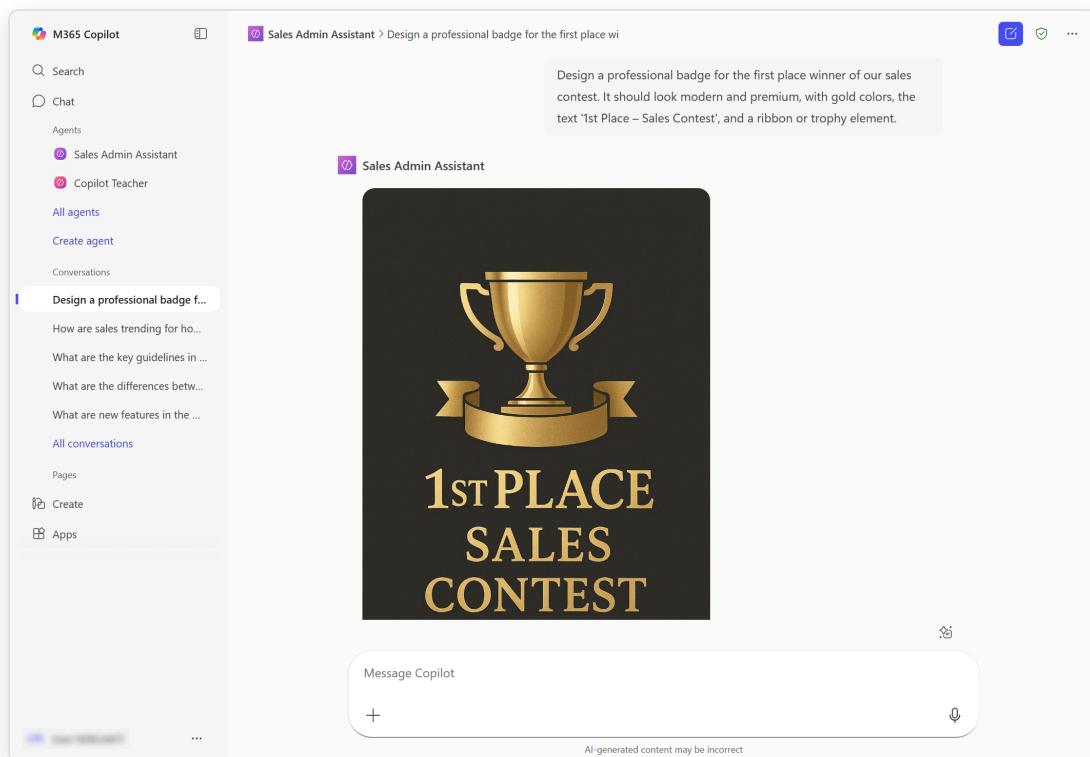 M365 Copilot
Search
Chat
Agents
Sales Admin Assistant
Copilot Teacher
All agents
Create agent
Conversations
Design a professional badge f...
How are sales trending for ho...
What are the key guidelines in ...
What are the differences betw...
What are new features in the ...
All conversations
Pages
Create
Apps
Sales Admin Assistant > Design a professional badge for the first place wi
Design a professional badge for the first place winner of our sales
contest. It should look modern and premium, with gold colors, the
text '1st Place – Sales Contest', and a ribbon or trophy element.
Sales Admin Assistant
1ST PLACE
SALES
CONTEST
Message Copilot
AI-generated content may be incorrect